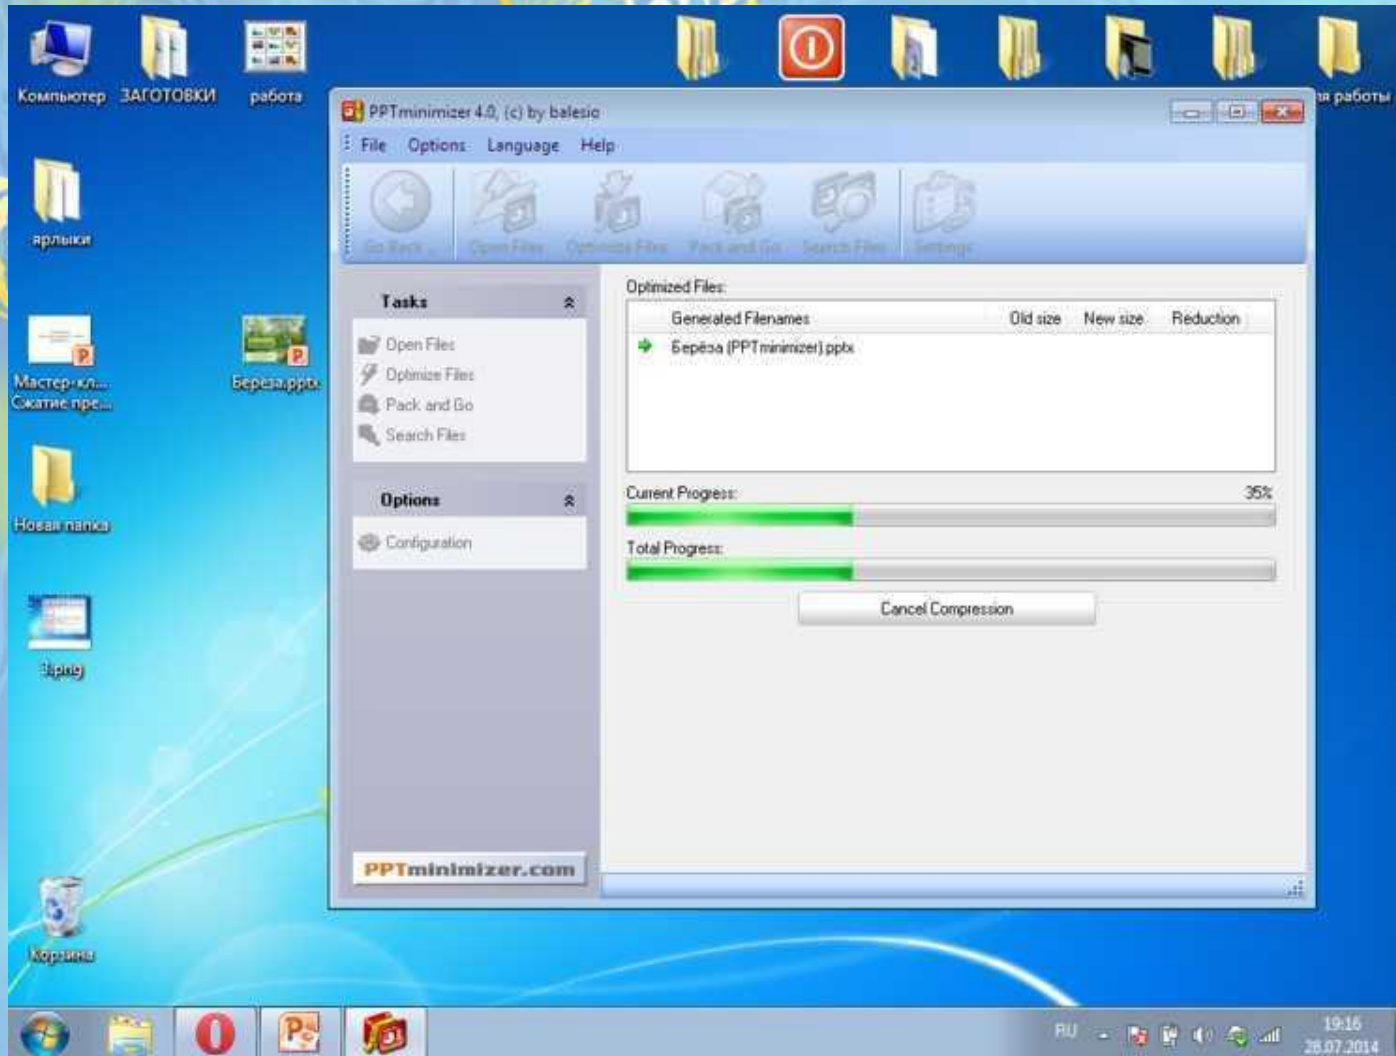 Компьютер
ЗАГОТОВКИ
работа
я работы
ярлыки
Мастер-кл...
Сжатие пре...
Берёза.pptx
Новая папка
3.png
Корзина
PPTminimizer 4.0, (c) by balesio
File Options Language Help
Go Back ... Open Files Optimize Files Pack and Go Search Files Settings
Tasks
Open Files
Optimize Files
Pack and Go
Search Files
Options
Configuration
PPTminimizer.com
Optimized Files:
Generated Filenames Old size New size Reduction
Берёза (PPTminimizer).pptx
Current Progress: 35%
Total Progress:
Cancel Compression
RU
19:16
28.07.2014